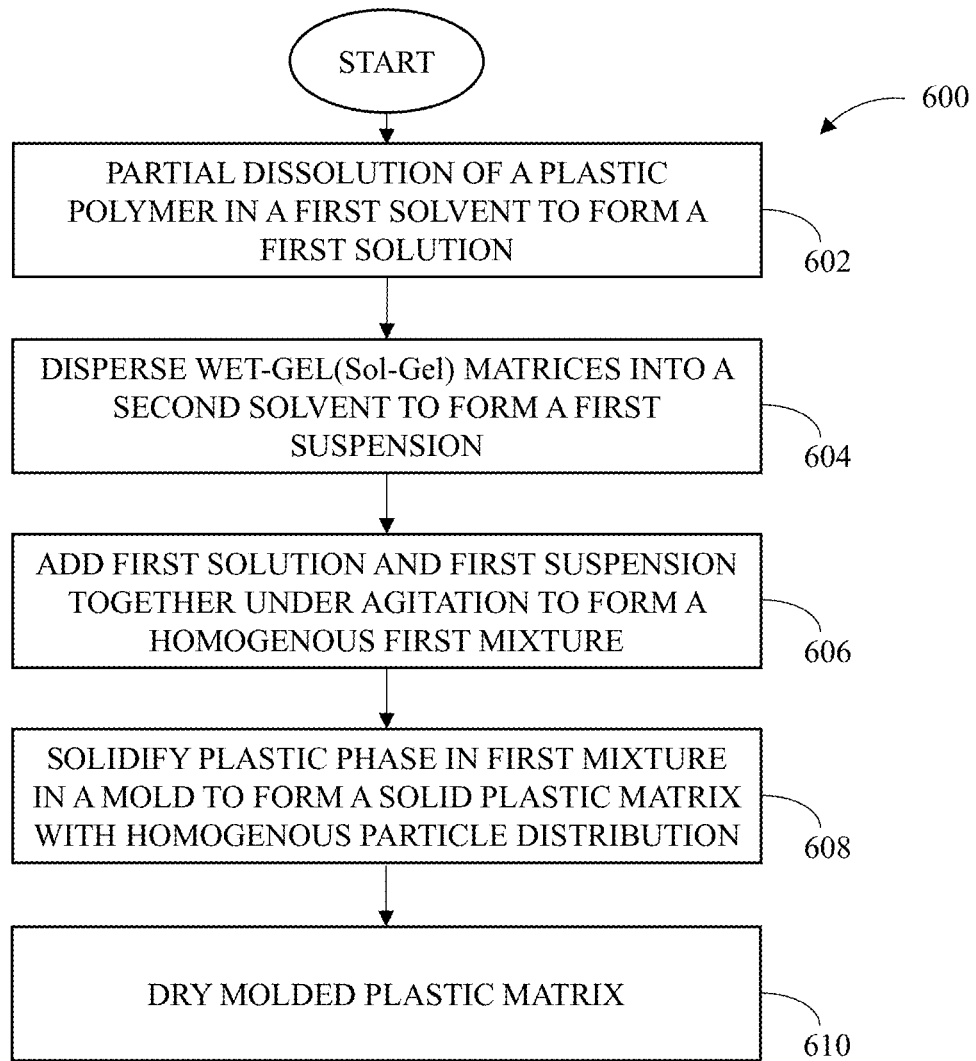 START
600
PARTIAL DISSOLUTION OF A PLASTIC
POLYMER IN A FIRST SOLVENT TO FORM A
FIRST SOLUTION
602
DISPERSE WET-GEL(Sol-Gel) MATRICES INTO A
SECOND SOLVENT TO FORM A FIRST
SUSPENSION
604
ADD FIRST SOLUTION AND FIRST SUSPENSION
TOGETHER UNDER AGITATION TO FORM A
HOMOGENOUS FIRST MIXTURE
606
SOLIDIFY PLASTIC PHASE IN FIRST MIXTURE
IN A MOLD TO FORM A SOLID PLASTIC MATRIX
WITH HOMOGENOUS PARTICLE DISTRIBUTION
608
DRY MOLDED PLASTIC MATRIX
610